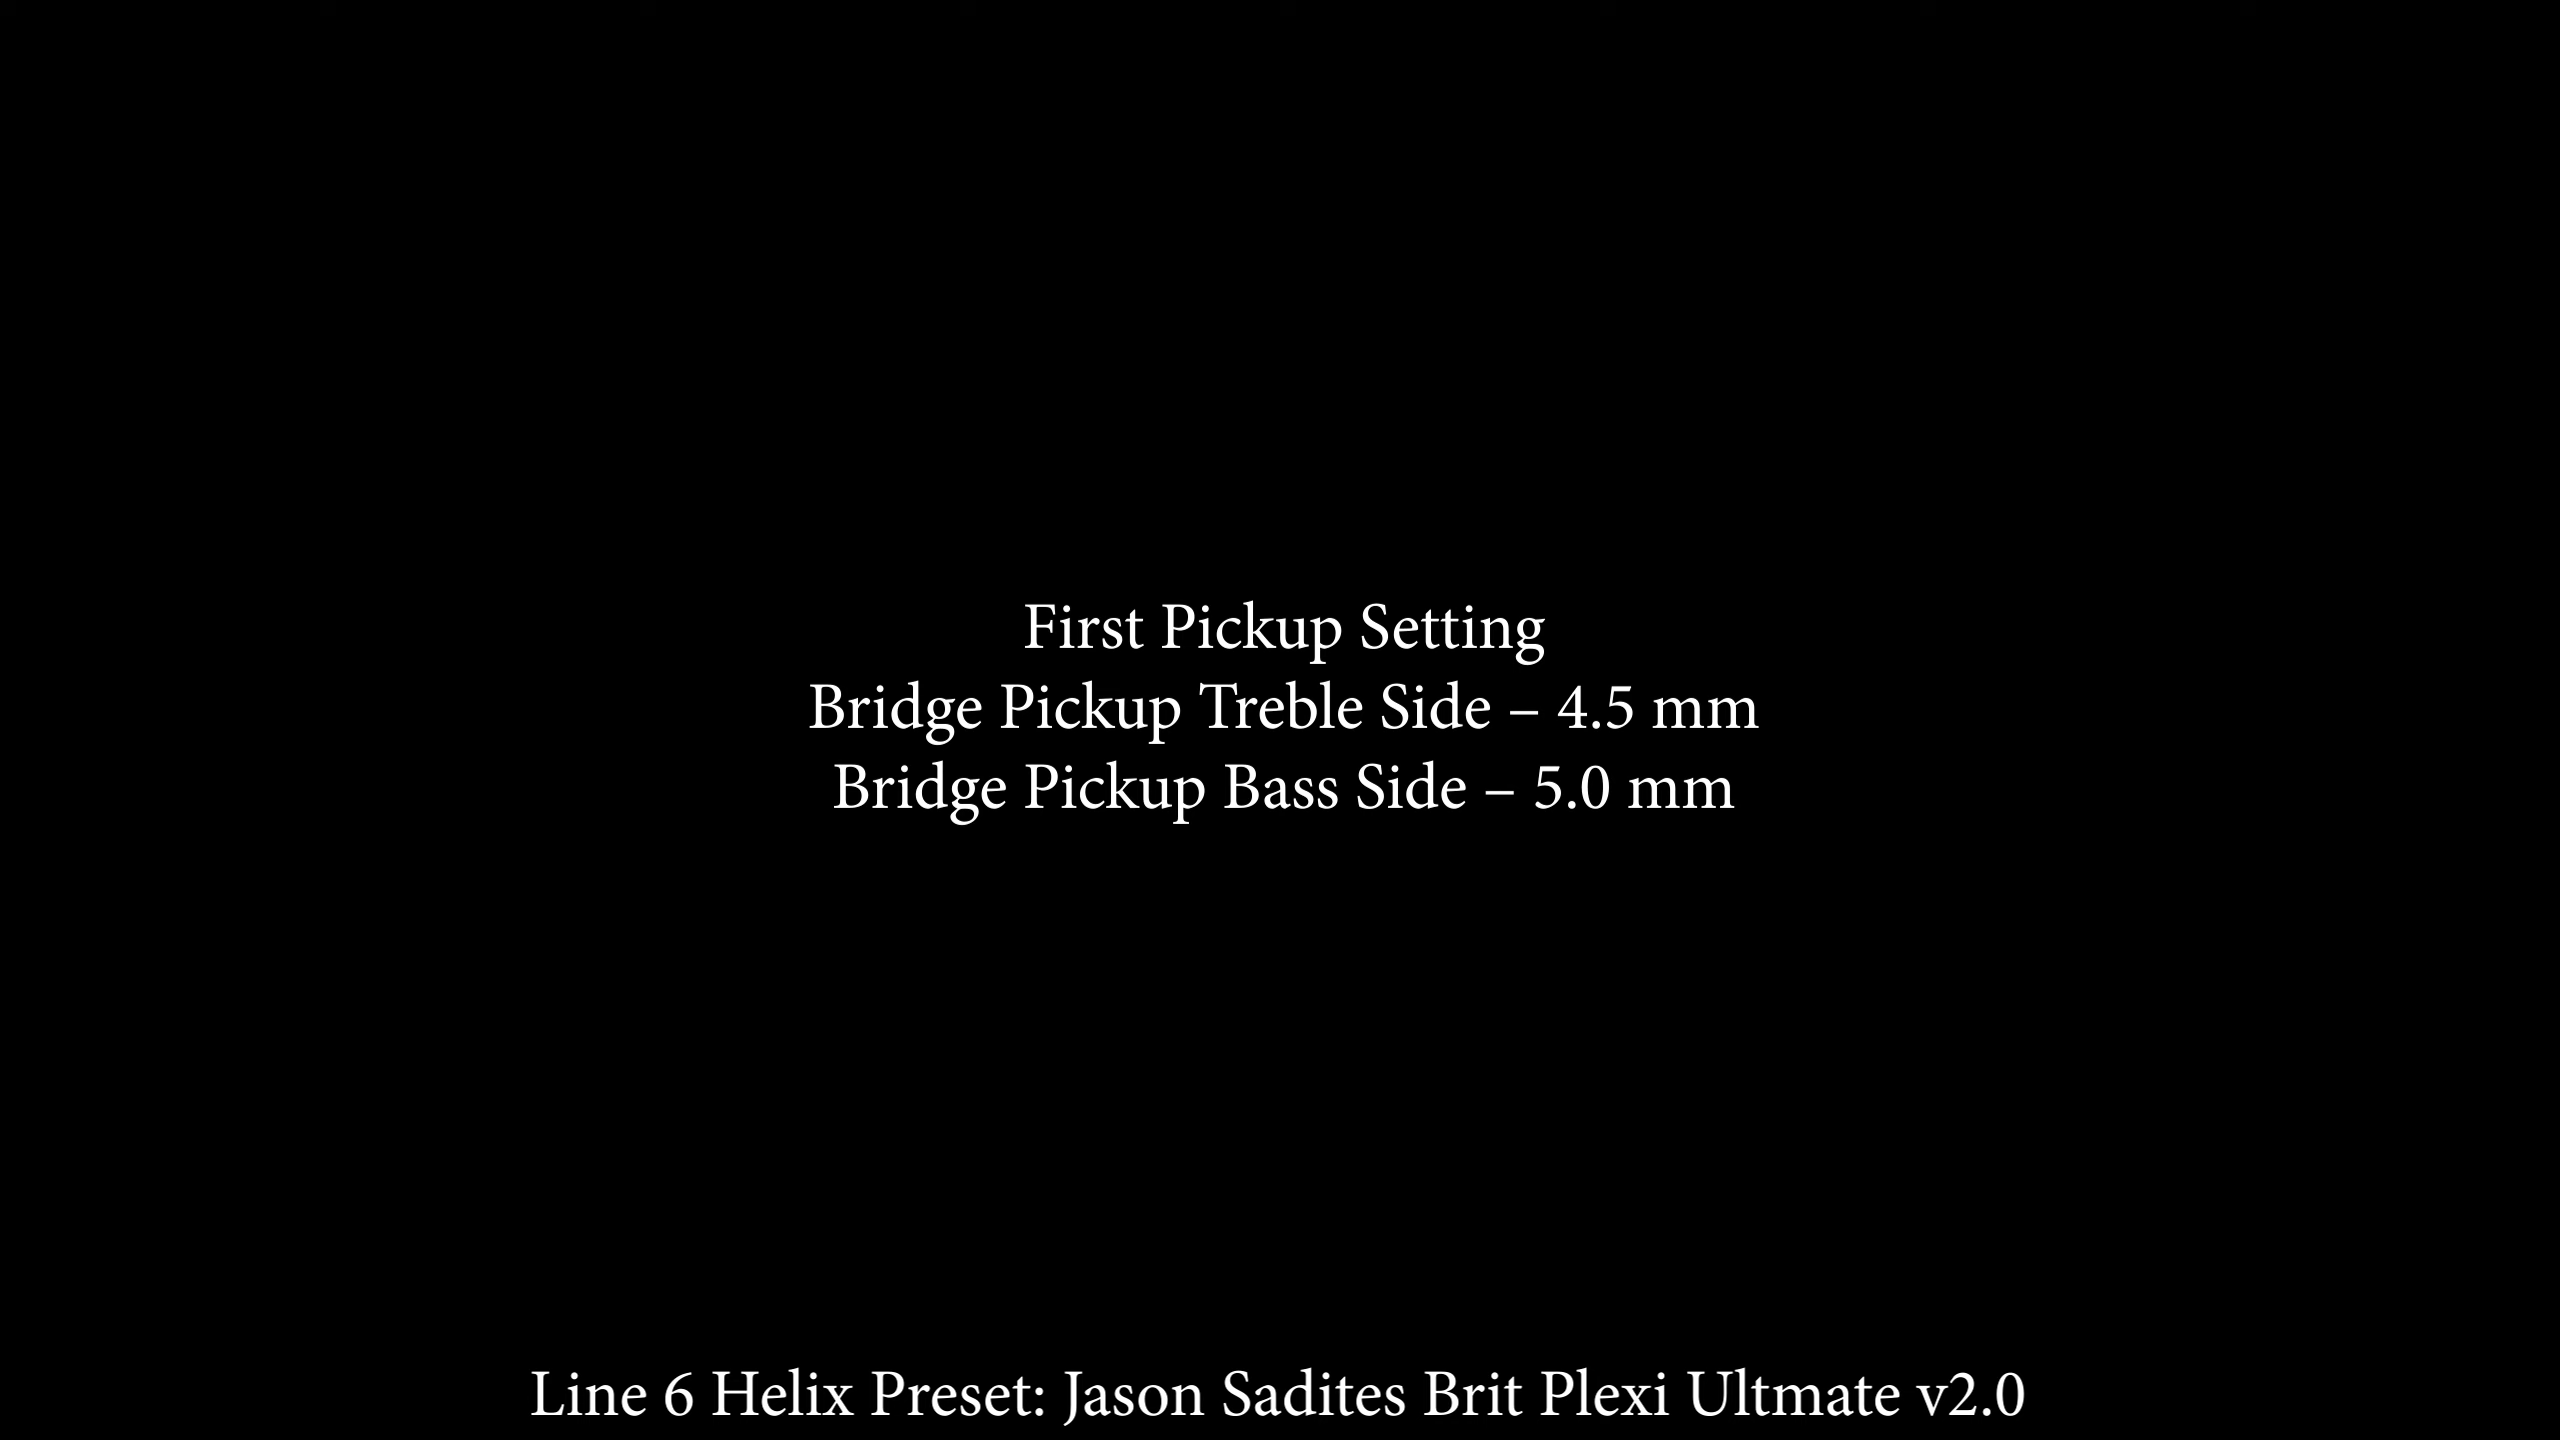 First Pickup Setting
Bridge Pickup Treble Side – 4.5 mm
Bridge Pickup Bass Side – 5.0 mm
Line 6 Helix Preset: Jason Sadites Brit Plexi Ultmate v2.0